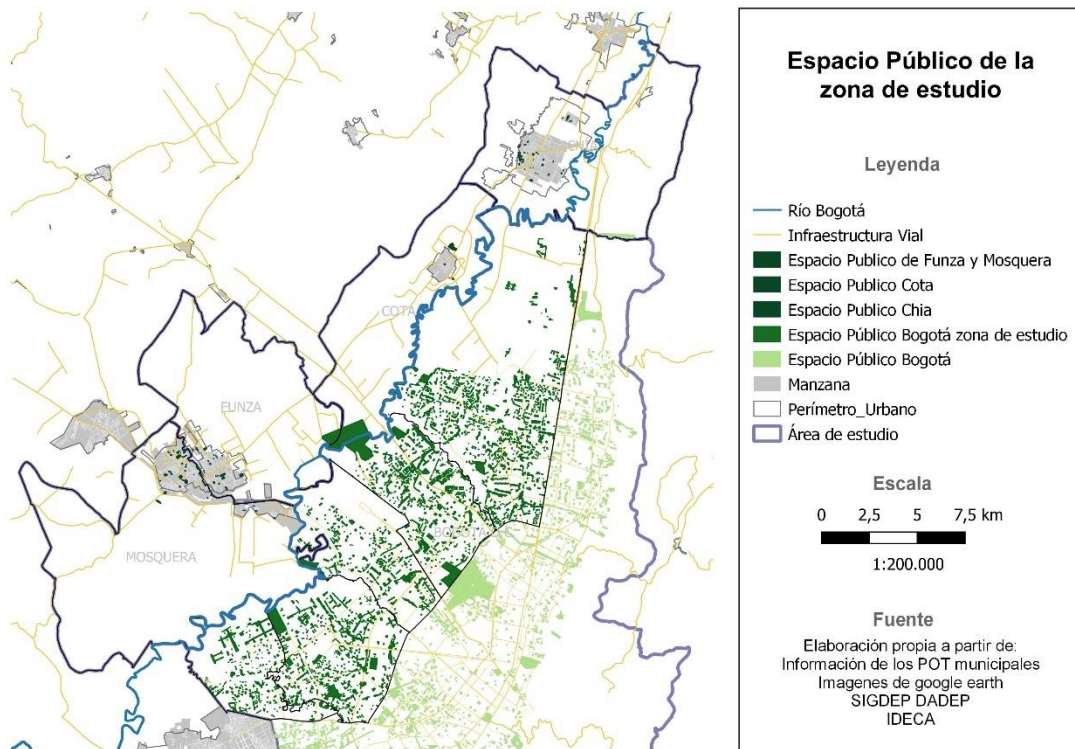 CHÍA
COTA
FUNZA
MOSQUERA
Espacio Público de la
zona de estudio
Leyenda
Río Bogotá
Infraestructura Vial
Espacio Publico de Funza y Mosquera
Espacio Publico Cota
Espacio Publico Chia
Espacio Público Bogotá zona de estudio
Espacio Público Bogotá
Manzana
Perímetro_Urbano
Área de estudio
Escala
0 2,5 5 7,5 km
1:200.000
Fuente
Elaboración propia a partir de:
Información de los POT municipales
Imagenes de google earth
SIGDEP DADEP
IDECA